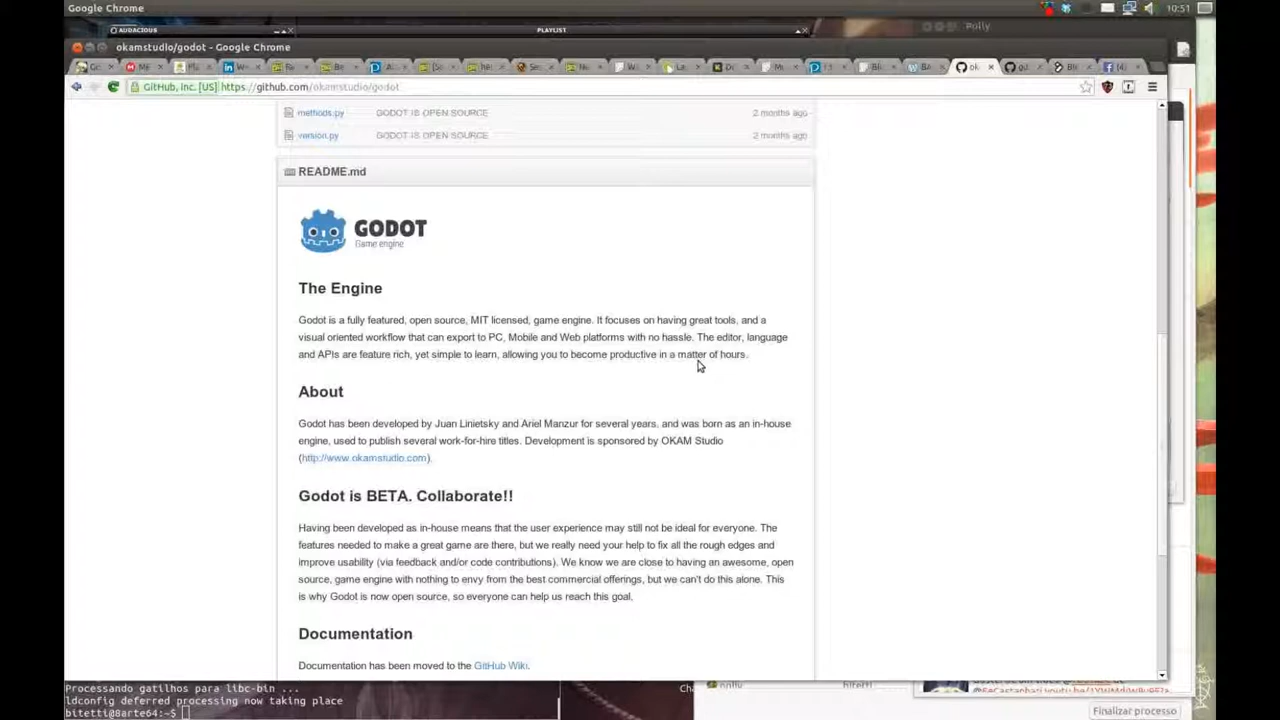 Google Chrome
10:51
AUDACIOUS
PLAYLIST
Polly
okamstudio/godot - Google Chrome
GitHub, Inc. [US]
https://github.com/okamstudio/godot
methods.py
GODOT IS OPEN SOURCE
2 months ago
version.py
GODOT IS OPEN SOURCE
2 months ago
README.md
GODOT
Game engine
The Engine
Godot is a fully featured, open source, MIT licensed, game engine. It focuses on having great tools, and a
visual oriented workflow that can export to PC, Mobile and Web platforms with no hassle. The editor, language
and APIs are feature rich, yet simple to learn, allowing you to become productive in a matter of hours.
About
Godot has been developed by Juan Linietsky and Ariel Manzur for several years, and was born as an in-house
engine, used to publish several work-for-hire titles. Development is sponsored by OKAM Studio
(http://www.okamstudio.com).
Godot is BETA. Collaborate!!
Having been developed as in-house means that the user experience may still not be ideal for everyone. The
features needed to make a great game are there, but we really need your help to fix all the rough edges and
improve usability (via feedback and/or code contributions). We know we are close to having an awesome, open
source, game engine with nothing to envy from the best commercial offerings, but we can't do this alone. This
is why Godot is now open source, so everyone can help us reach this goal.
Documentation
Documentation has been moved to the GitHub Wiki.
Processando gatilhos para libc-bin ...
ldconfig deferred processing now taking place
bitetti@8arte64:~$
Finalizar processo